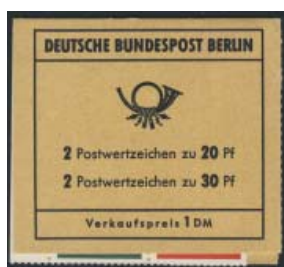 DEUTSCHE BUNDESPOST BERLIN
2 Postwertzeichen zu 20 Pf
2 Postwertzeichen zu 30 Pf
Verkaufspreis 1 DM